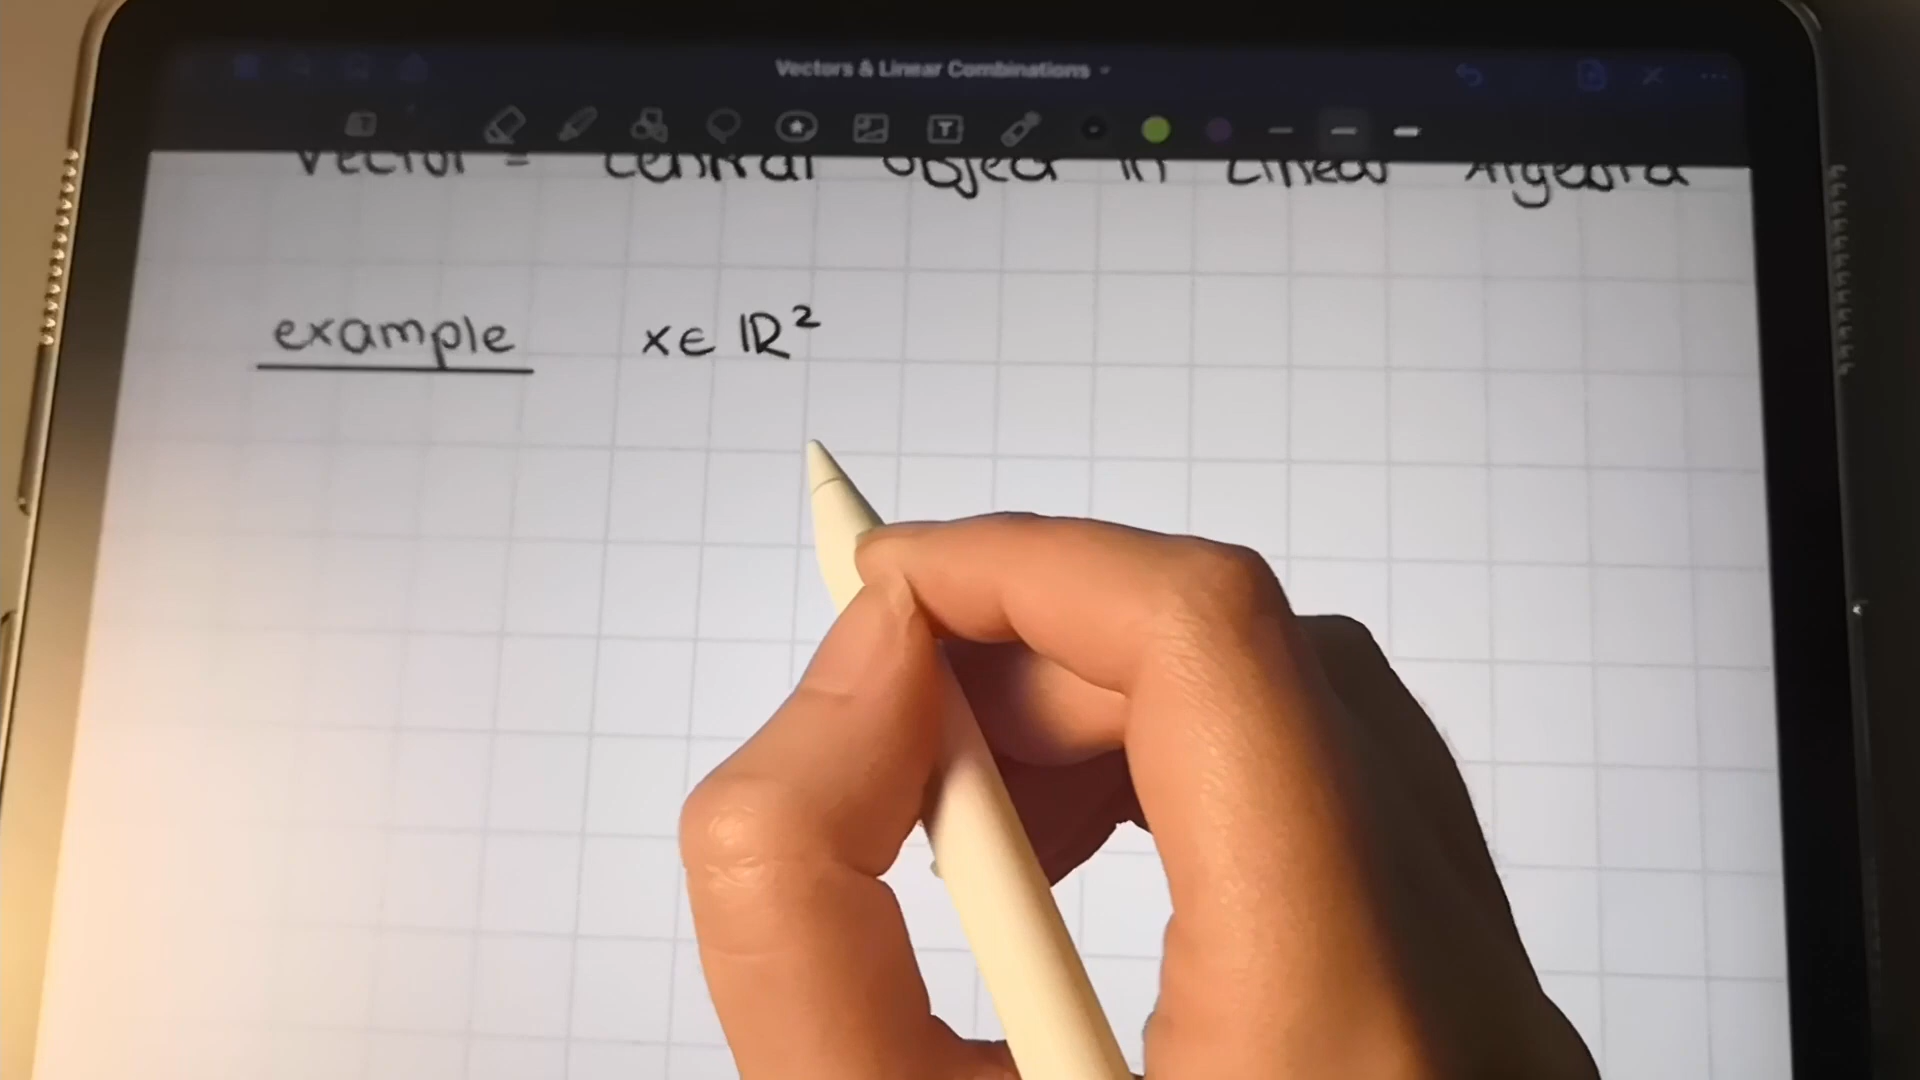 Vectors & Linear Combinations
Vector = central object in Linear Algebra
example x ∈ ℝ²